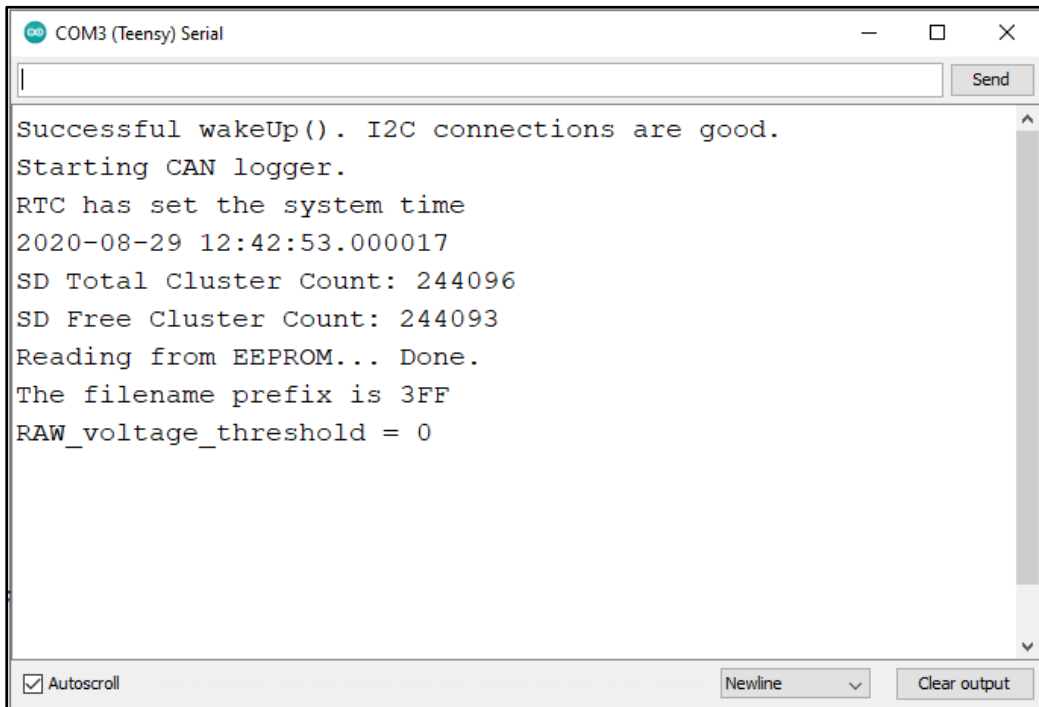 COM3 (Teensy) Serial
Send
Successful wakeUp(). I2C connections are good.
Starting CAN logger.
RTC has set the system time
2020-08-29 12:42:53.000017
SD Total Cluster Count: 244096
SD Free Cluster Count: 244093
Reading from EEPROM... Done.
The filename prefix is 3FF
RAW_voltage_threshold = 0
Autoscroll Newline Clear output